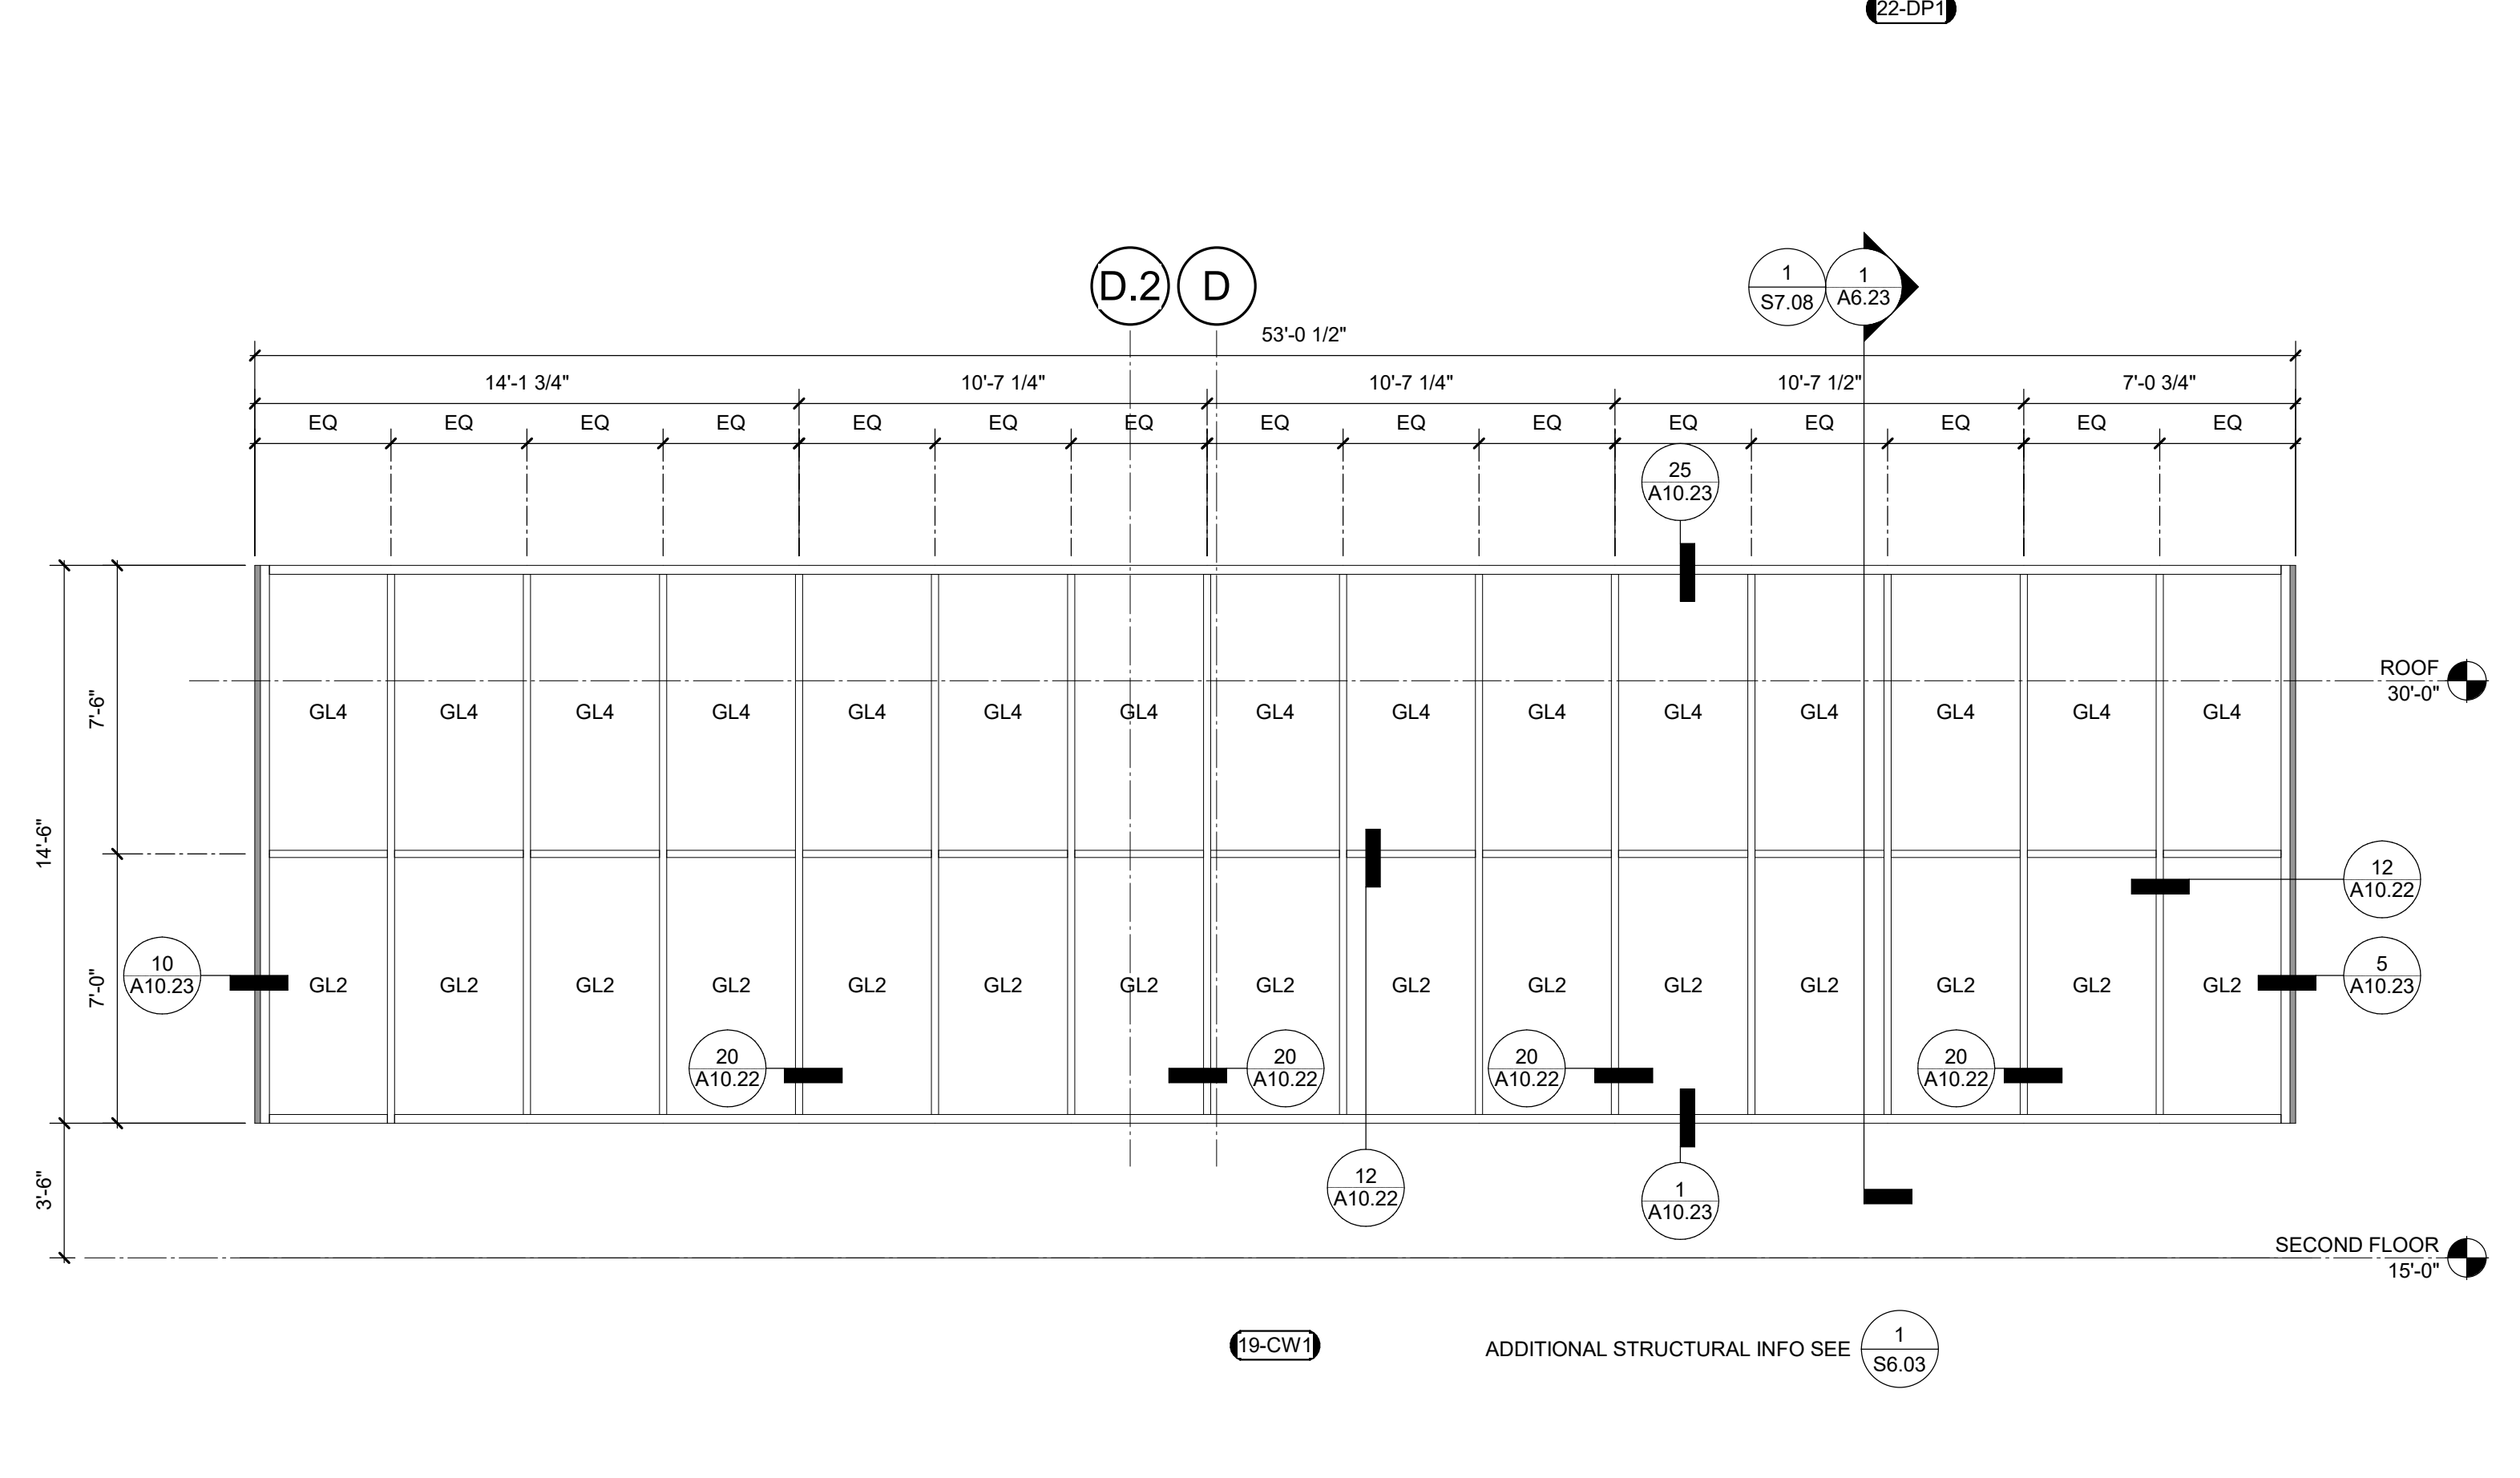 22-DP1
D.2 D
1
S7.08
1
A6.23
53'-0 1/2"
14'-1 3/4" 10'-7 1/4" 10'-7 1/4" 10'-7 1/2" 7'-0 3/4"
EQ EQ EQ EQ EQ EQ EQ EQ EQ EQ EQ EQ EQ EQ EQ
25
A10.23
ROOF
30'-0"
7'-6"
GL4 GL4 GL4 GL4 GL4 GL4 GL4 GL4 GL4 GL4 GL4 GL4 GL4 GL4 GL4
14'-6"
12
A10.22
10
A10.23
7'-0"
GL2 GL2 GL2 GL2 GL2 GL2 GL2 GL2 GL2 GL2 GL2 GL2 GL2 GL2 GL2
5
A10.23
20
A10.22
20
A10.22
20
A10.22
20
A10.22
3'-6"
12
A10.22
1
A10.23
SECOND FLOOR
15'-0"
19-CW1
ADDITIONAL STRUCTURAL INFO SEE
1
S6.03